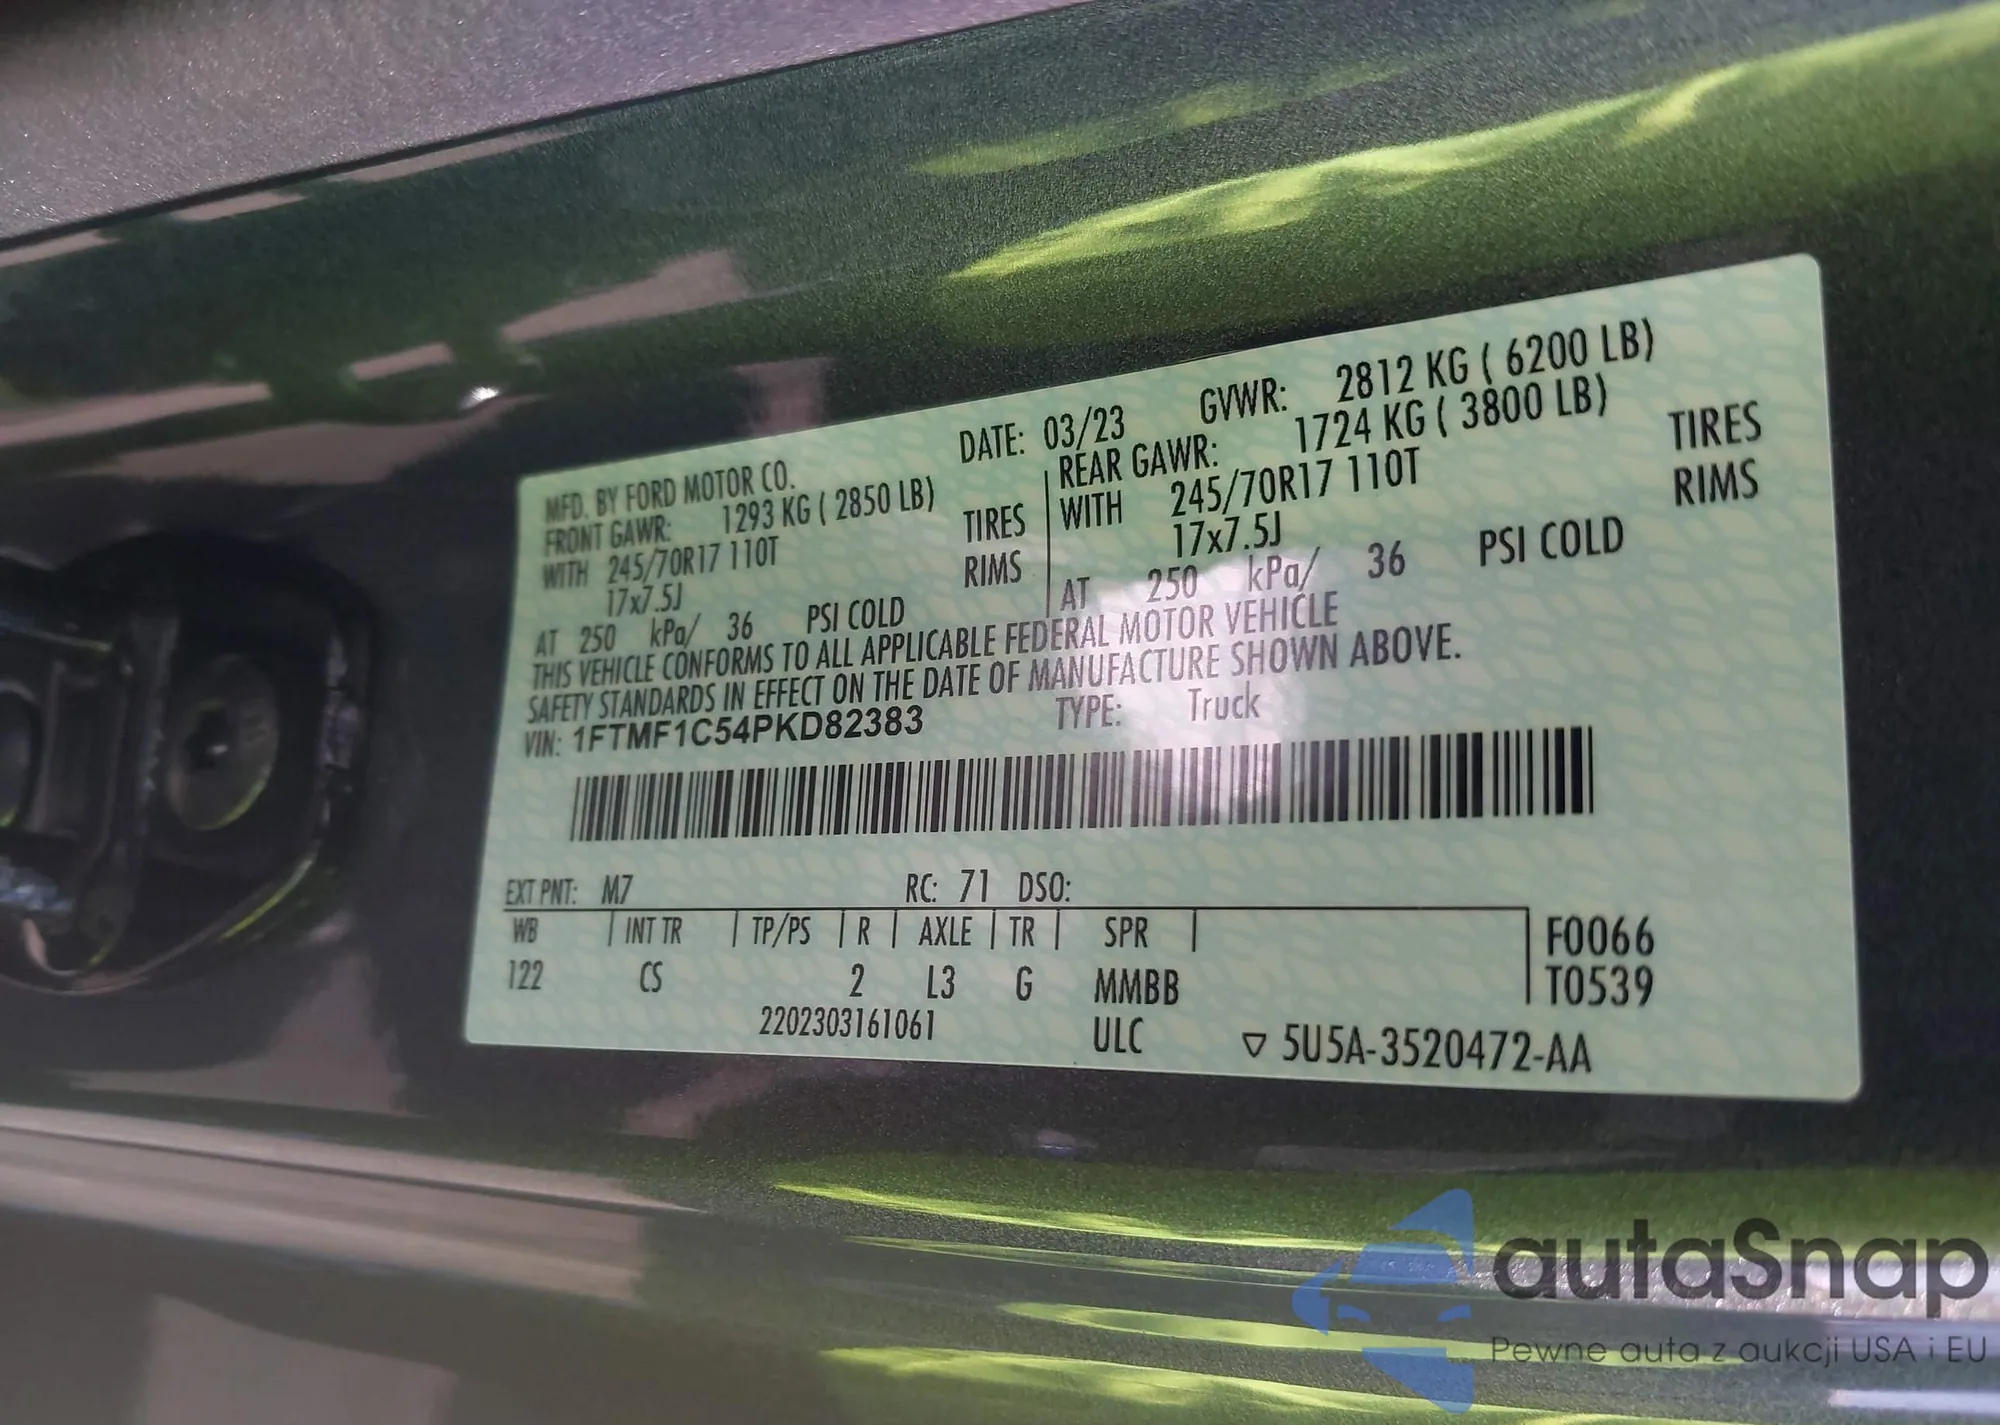 MFD. BY FORD MOTOR CO. DATE: 03/23 GVWR: 2812 KG ( 6200 LB)
FRONT GAWR: 1293 KG ( 2850 LB) REAR GAWR: 1724 KG ( 3800 LB)
WITH 245/70R17 110T TIRES WITH 245/70R17 110T TIRES
17x7.5J RIMS 17x7.5J RIMS
AT 250 kPa/ 36 PSI COLD AT 250 kPa/ 36 PSI COLD
THIS VEHICLE CONFORMS TO ALL APPLICABLE FEDERAL MOTOR VEHICLE
SAFETY STANDARDS IN EFFECT ON THE DATE OF MANUFACTURE SHOWN ABOVE.
VIN: 1FTMF1C54PKD82383 TYPE: Truck
EXT PNT: M7 RC: 71 DSO:
WB INT TR TP/PS R AXLE TR SPR F0066
122 CS 2 L3 G MMBB T0539
2202303161061 ULC ▽ 5U5A-3520472-AA
autaSnap
Pewne auta z aukcji USA i EU